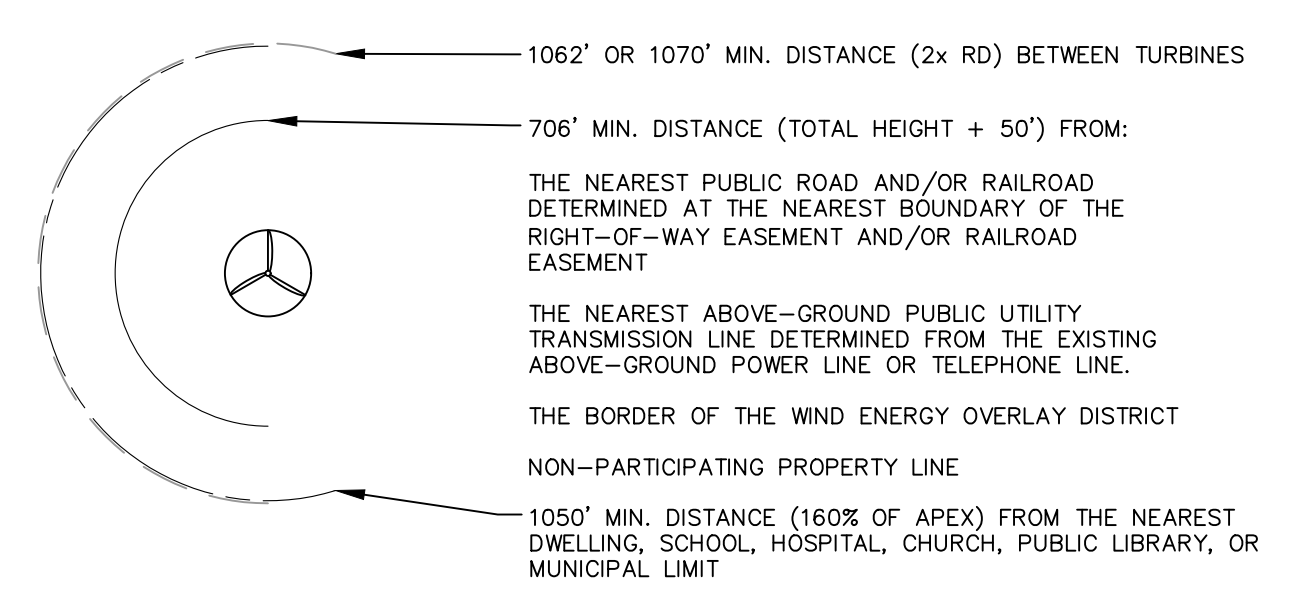 1062' OR 1070' MIN. DISTANCE (2x RD) BETWEEN TURBINES
706' MIN. DISTANCE (TOTAL HEIGHT + 50') FROM:
THE NEAREST PUBLIC ROAD AND/OR RAILROAD
DETERMINED AT THE NEAREST BOUNDARY OF THE
RIGHT-OF-WAY EASEMENT AND/OR RAILROAD
EASEMENT
THE NEAREST ABOVE-GROUND PUBLIC UTILITY
TRANSMISSION LINE DETERMINED FROM THE EXISTING
ABOVE-GROUND POWER LINE OR TELEPHONE LINE.
THE BORDER OF THE WIND ENERGY OVERLAY DISTRICT
NON-PARTICIPATING PROPERTY LINE
1050' MIN. DISTANCE (160% OF APEX) FROM THE NEAREST
DWELLING, SCHOOL, HOSPITAL, CHURCH, PUBLIC LIBRARY, OR
MUNICIPAL LIMIT